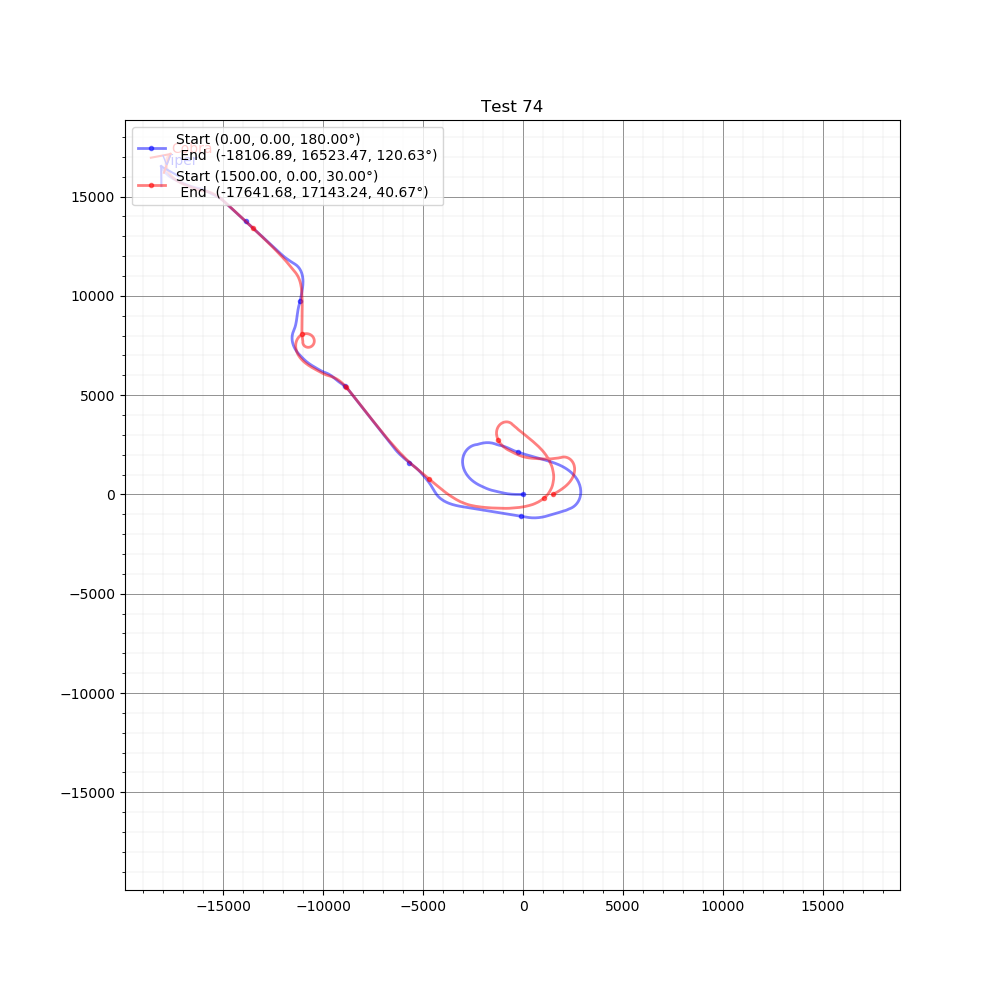 Test 74
Start (0.00, 0.00, 180.00°)
End (-18106.89, 16523.47, 120.63°)
Start (1500.00, 0.00, 30.00°)
End (-17641.68, 17143.24, 40.67°)
Viper
15000
10000
5000
0
−5000
−10000
−15000
−15000 −10000 −5000 0 5000 10000 15000